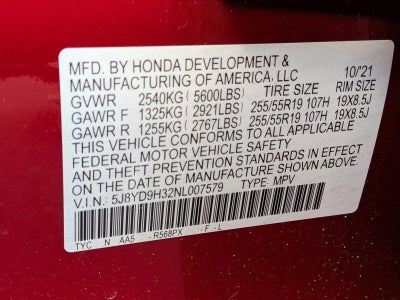 MFD. BY HONDA DEVELOPMENT &
MANUFACTURING OF AMERICA, LLC 10/21
GVWR 2540KG (5600LBS) TIRE SIZE RIM SIZE
GAWR F 1325KG (2921LBS) 255/55R19 107H 19X8.5J
GAWR R 1255KG (2767LBS) 255/55R19 107H 19X8.5J
THIS VEHICLE CONFORMS TO ALL APPLICABLE
FEDERAL MOTOR VEHICLE SAFETY
AND THEFT PREVENTION STANDARDS IN EFFECT
ON THE DATE OF MANUFACTURE SHOWN ABOVE.
V.I.N.: 5J8YD9H32NL007579 TYPE: MPV
TYC N AA5 - R568PX - F - L